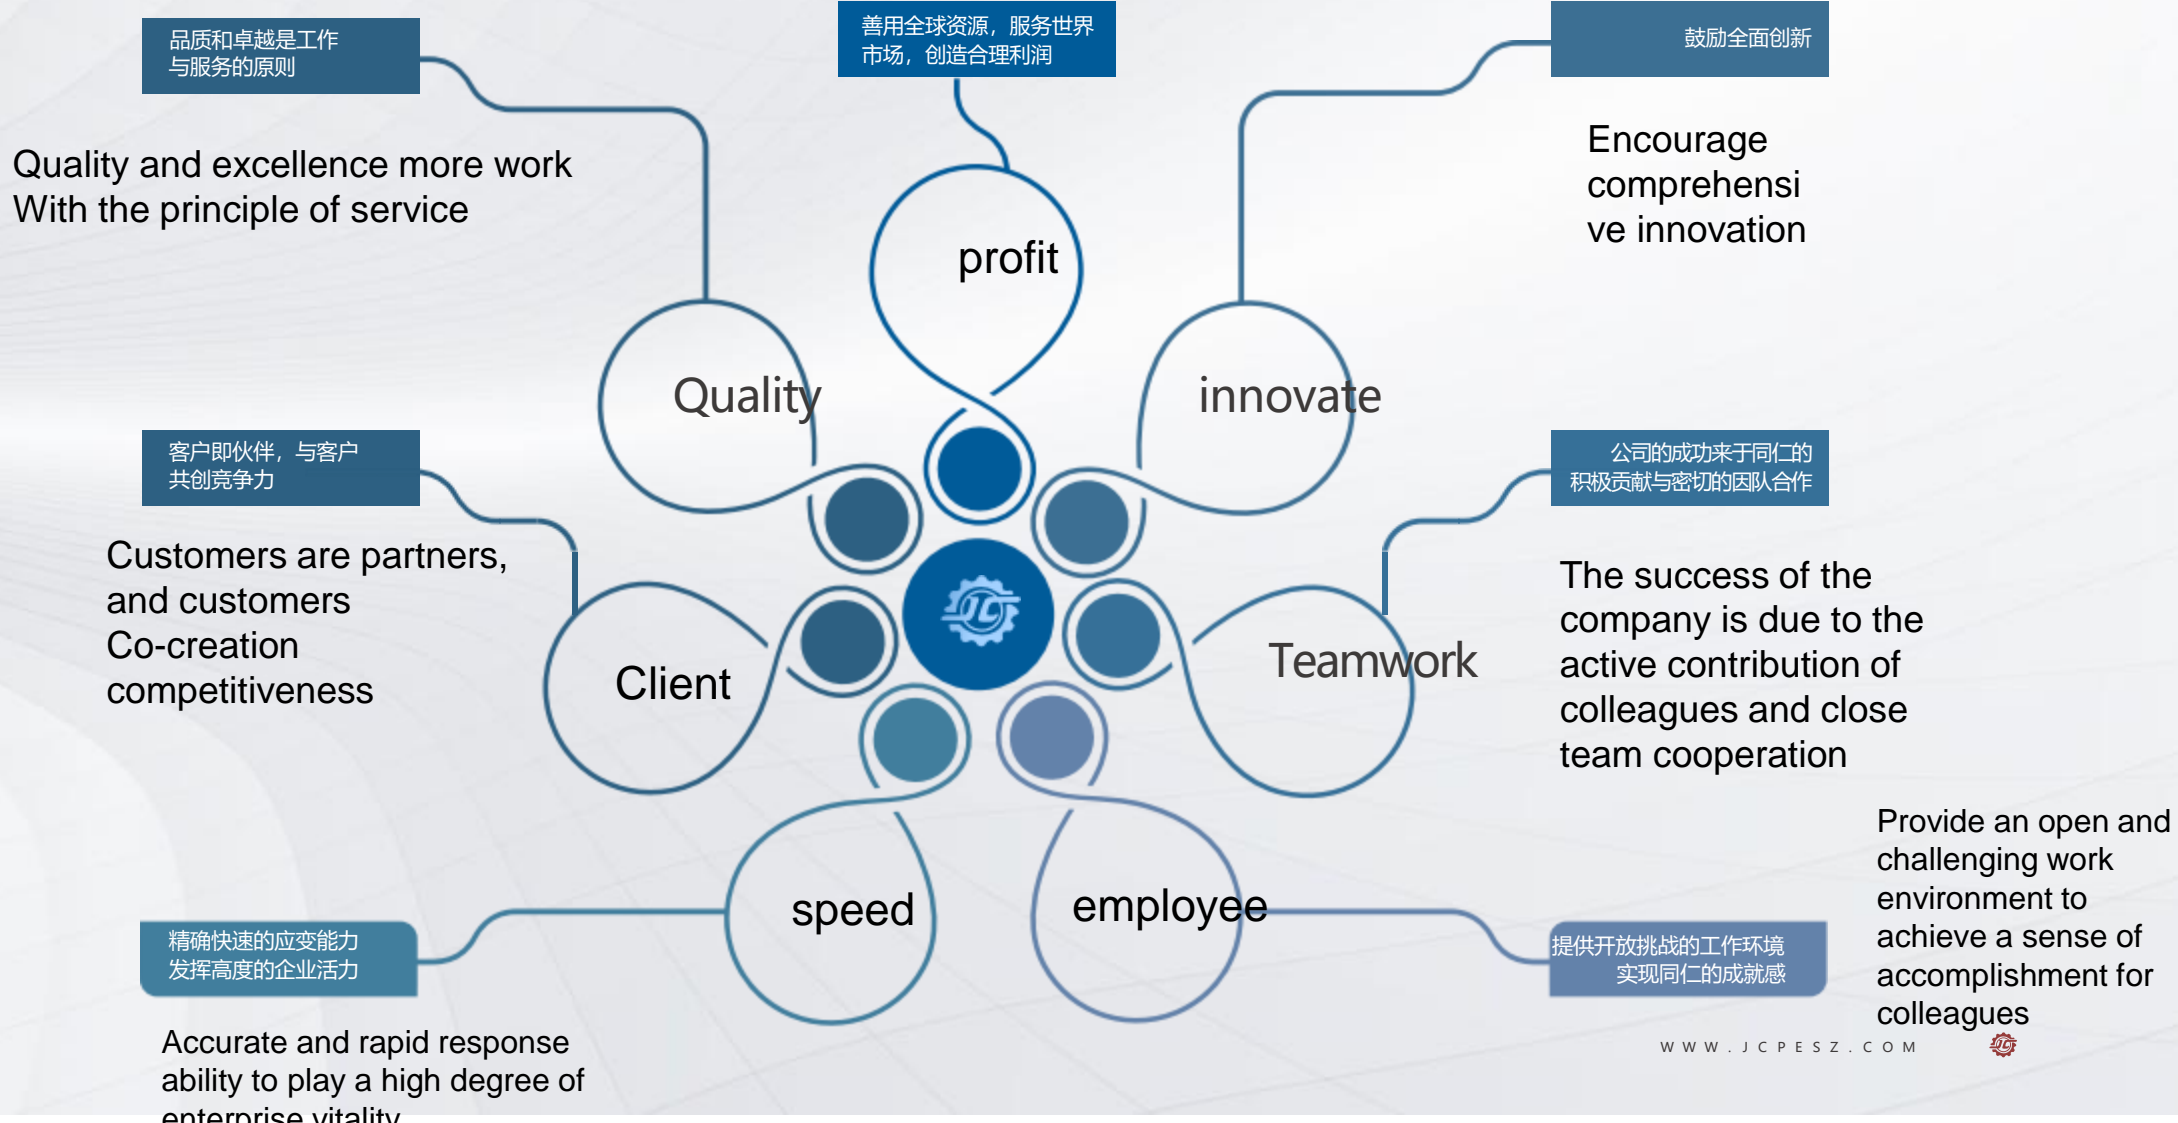 品质和卓越是工作
与服务的原则
Quality and excellence more work
With the principle of service
善用全球资源，服务世界
市场，创造合理利润
鼓励全面创新
Encourage
comprehensi
ve innovation
profit
Quality
innovate
客户即伙伴，与客户
共创竞争力
Customers are partners,
and customers
Co-creation
competitiveness
公司的成功来于同仁的
积极贡献与密切的因队合作
The success of the
company is due to the
active contribution of
colleagues and close
team cooperation
JC
Client
Teamwork
speed
employee
精确快速的应变能力
发挥高度的企业活力
Accurate and rapid response
ability to play a high degree of
enterprise vitality
提供开放挑战的工作环境
实现同仁的成就感
Provide an open and
challenging work
environment to
achieve a sense of
accomplishment for
colleagues
WWW.JCPESZ.COM
JC